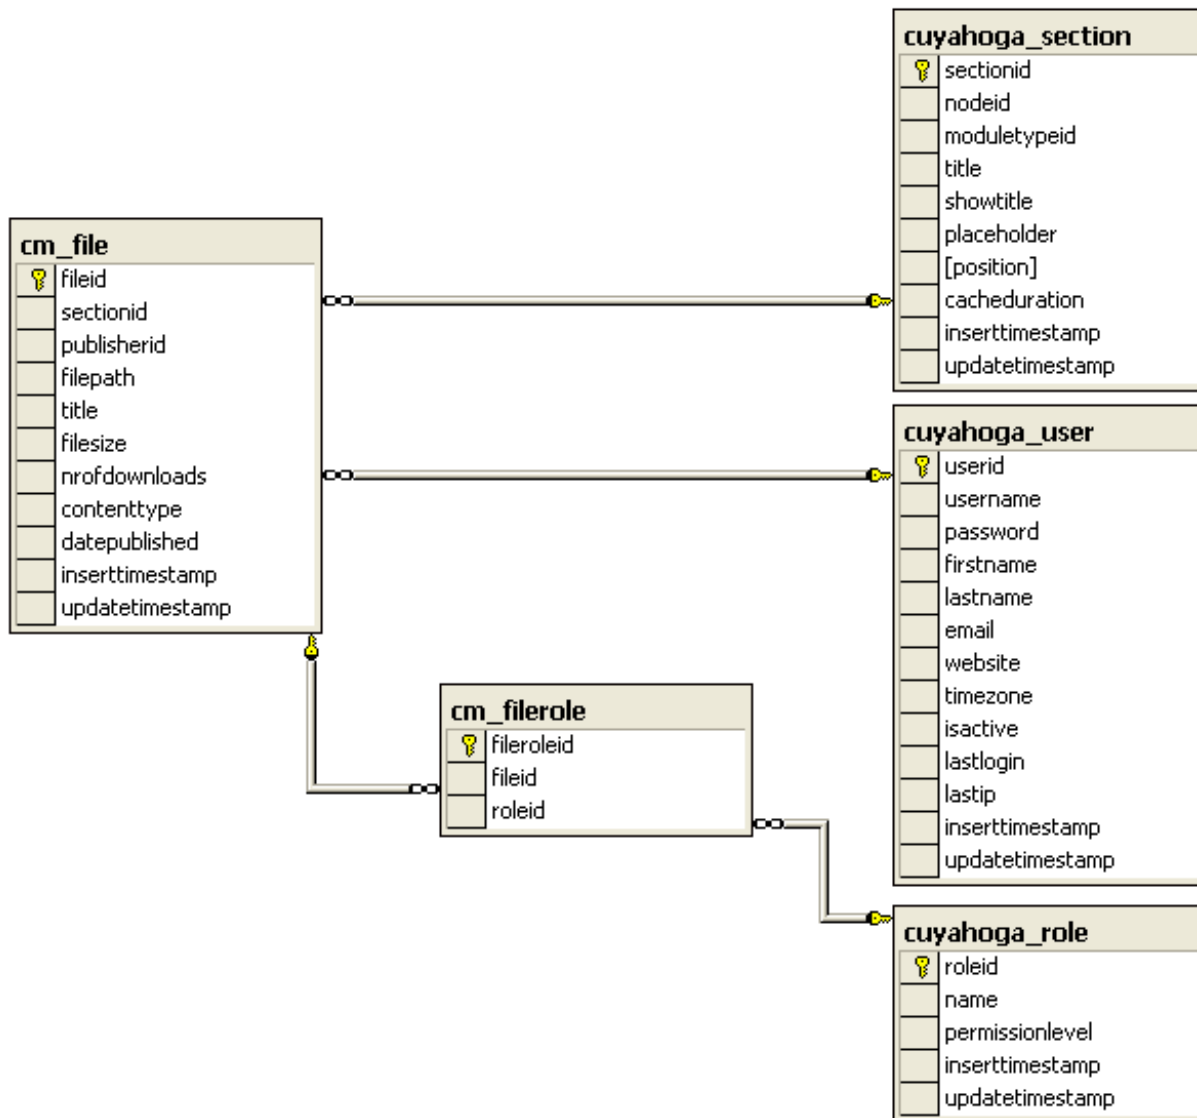 cuyahoga_section
sectionid
nodeid
moduletypeid
title
showtitle
placeholder
[position]
cacheduration
inserttimestamp
updatetimestamp
cm_file
fileid
sectionid
publisherid
filepath
title
filesize
nrofdownloads
contenttype
datepublished
inserttimestamp
updatetimestamp
cuyahoga_user
userid
username
password
firstname
lastname
email
website
timezone
isactive
lastlogin
lastip
inserttimestamp
updatetimestamp
cm_filerole
fileroleid
fileid
roleid
cuyahoga_role
roleid
name
permissionlevel
inserttimestamp
updatetimestamp